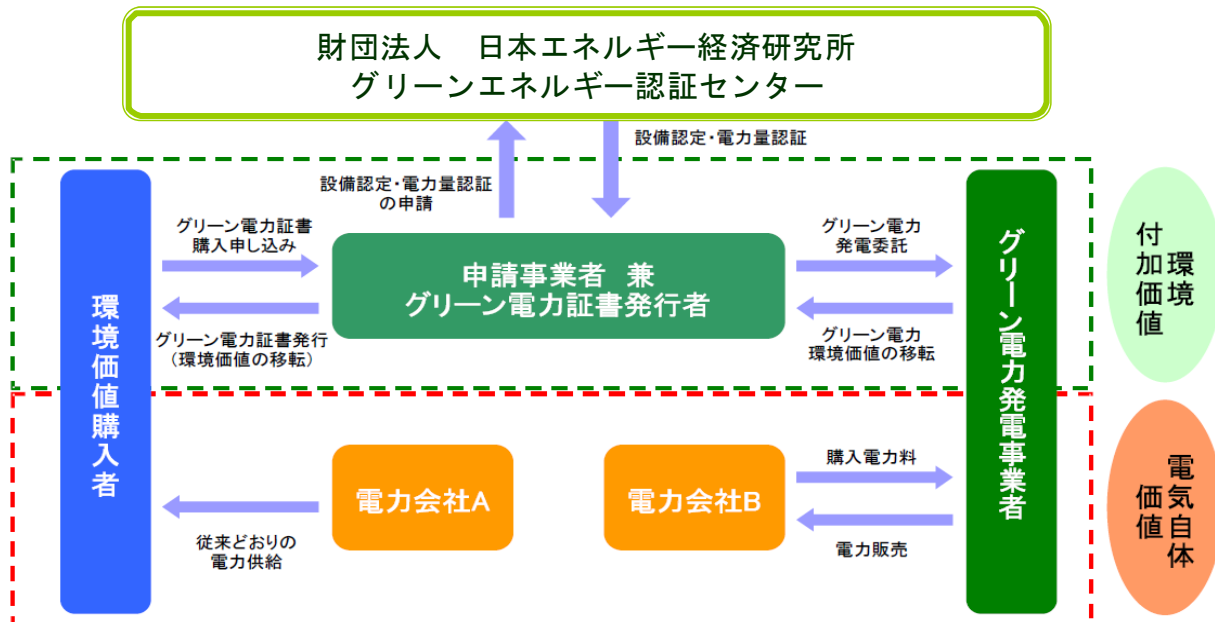 財団法人　日本エネルギー経済研究所
グリーンエネルギー認証センター
設備認定・電力量認証
設備認定・電力量認証
の申請
グリーン電力証書
購入申し込み
グリーン電力
発電委託
申請事業者　兼
グリーン電力証書発行者
グリーン電力証書発行
（環境価値の移転）
グリーン電力
環境価値の移転
環境価値購入者
グリーン電力発電事業者
環境
付加価値
電力会社A
電力会社B
購入電力料
電力販売
従来どおりの
電力供給
電気自体
価値